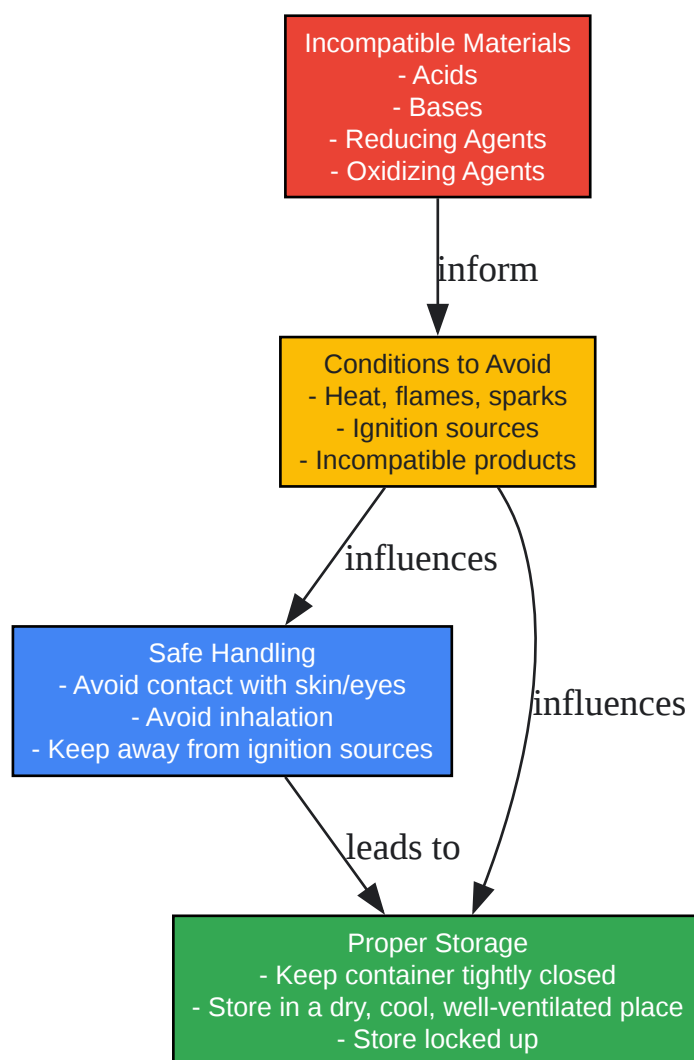 Incompatible Materials
- Acids
- Bases
- Reducing Agents
- Oxidizing Agents
inform
Conditions to Avoid
- Heat, flames, sparks
- Ignition sources
- Incompatible products
influences
Safe Handling
- Avoid contact with skin/eyes
- Avoid inhalation
- Keep away from ignition sources
influences
leads to
Proper Storage
- Keep container tightly closed
- Store in a dry, cool, well-ventilated place
- Store locked up